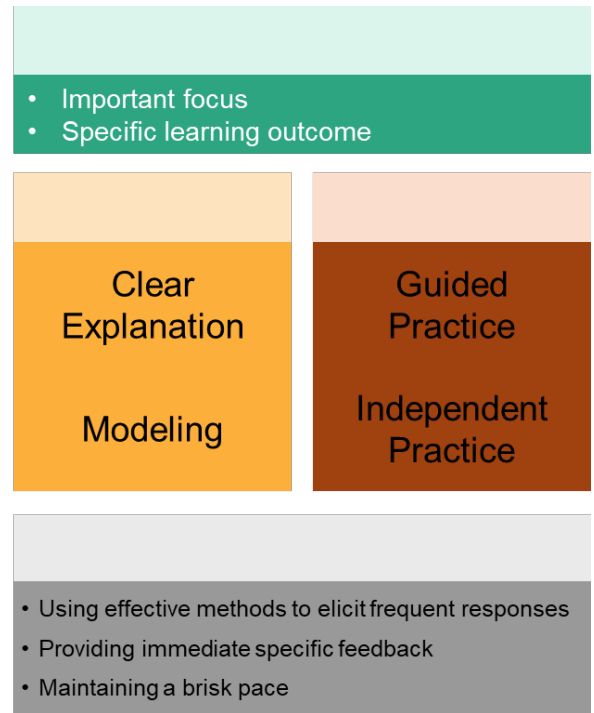 • Important focus
• Specific learning outcome
Clear
Explanation
Modeling
Guided
Practice
Independent
Practice
• Using effective methods to elicit frequent responses
• Providing immediate specific feedback
• Maintaining a brisk pace